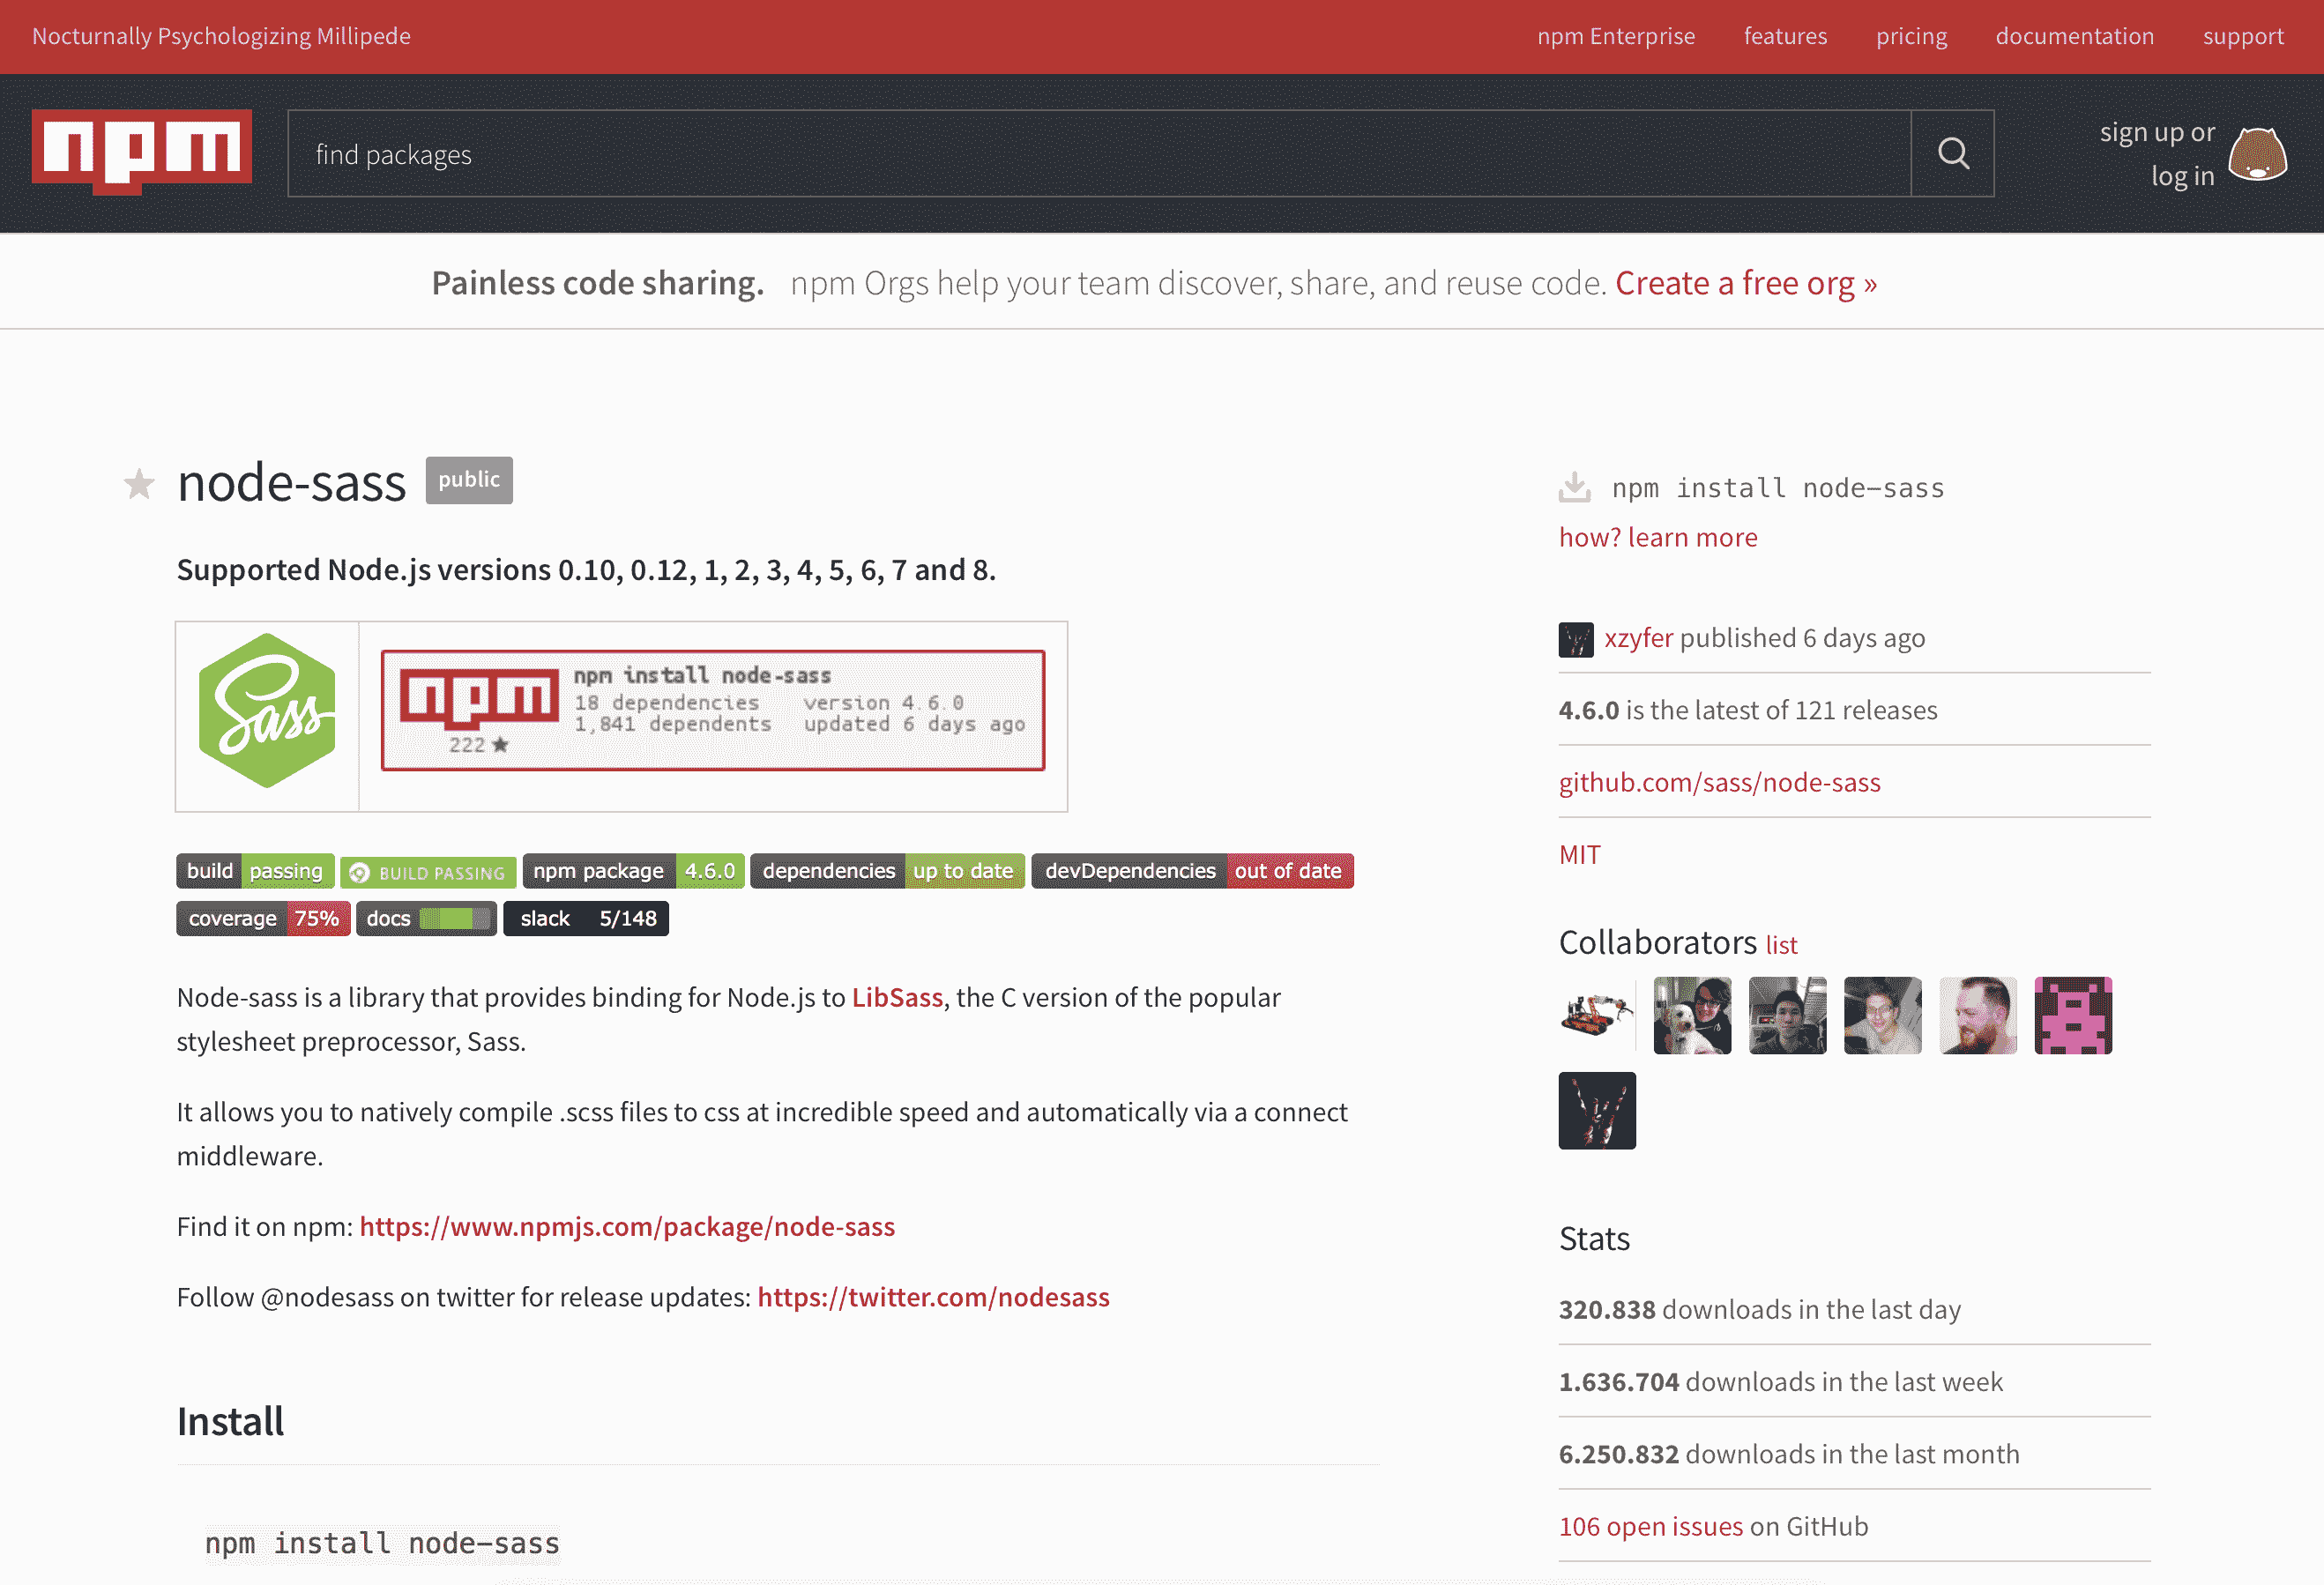 Nocturnally Psychologizing Millipede
npm Enterprise features pricing documentation support
npm
find packages
sign up or
log in
Painless code sharing. npm Orgs help your team discover, share, and reuse code. Create a free org »
node-sass public
Supported Node.js versions 0.10, 0.12, 1, 2, 3, 4, 5, 6, 7 and 8.
Sass
npm
222 ★
npm install node-sass
18 dependencies version 4.6.0
1,841 dependents updated 6 days ago
build passing BUILD PASSING npm package 4.6.0 dependencies up to date devDependencies out of date
coverage 75% docs slack 5/148
Node-sass is a library that provides binding for Node.js to LibSass, the C version of the popular
stylesheet preprocessor, Sass.
It allows you to natively compile .scss files to css at incredible speed and automatically via a connect
middleware.
Find it on npm: https://www.npmjs.com/package/node-sass
Follow @nodesass on twitter for release updates: https://twitter.com/nodesass
Install
npm install node-sass
npm install node-sass
how? learn more
xzyfer published 6 days ago
4.6.0 is the latest of 121 releases
github.com/sass/node-sass
MIT
Collaborators list
Stats
320.838 downloads in the last day
1.636.704 downloads in the last week
6.250.832 downloads in the last month
106 open issues on GitHub